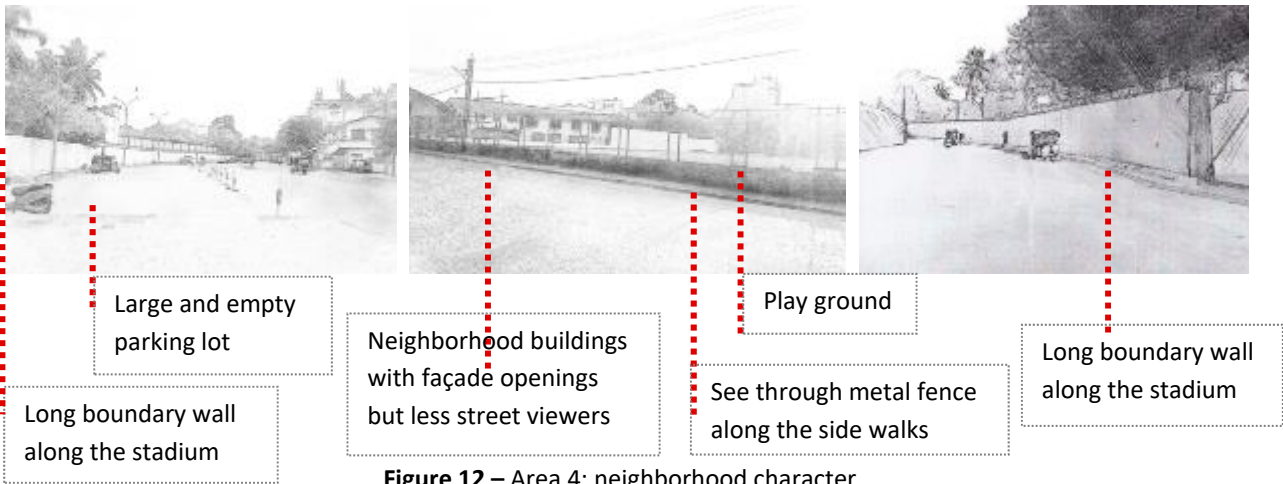 Large and empty
parking lot
Long boundary wall
along the stadium
Neighborhood buildings
with façade openings
but less street viewers
Play ground
See through metal fence
along the side walks
Long boundary wall
along the stadium
Figure 12 – Area 4: neighborhood character